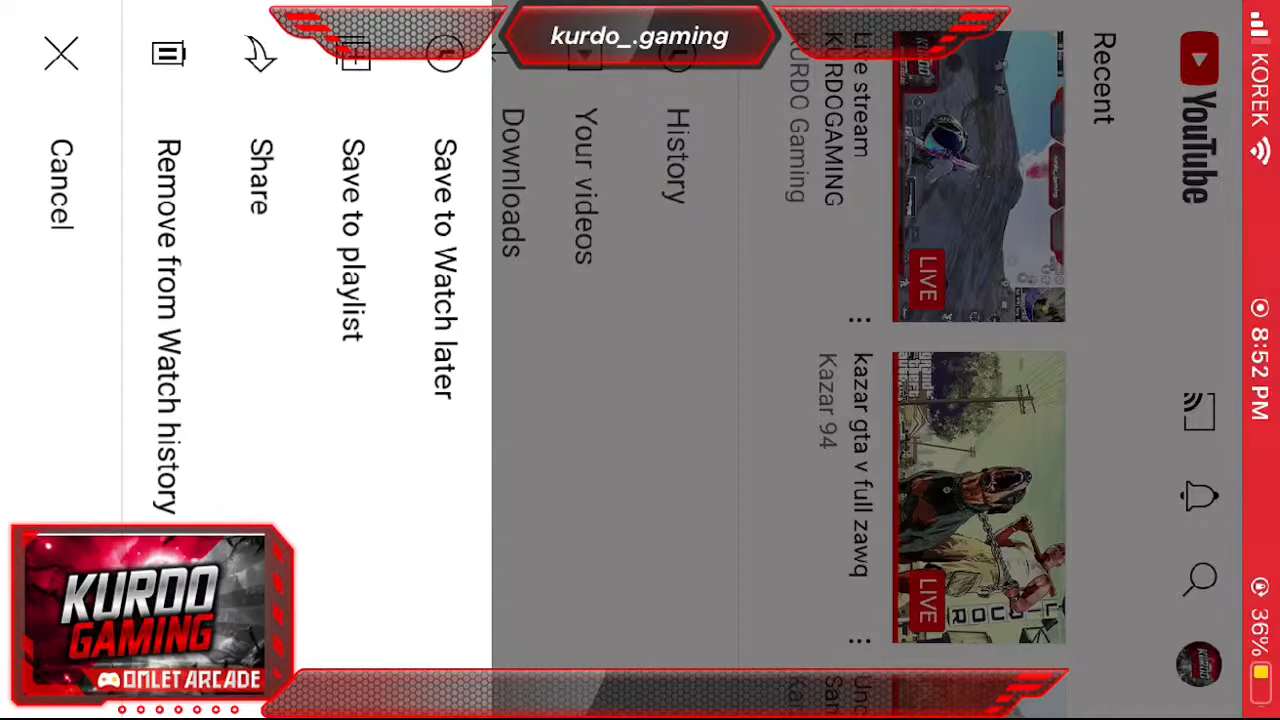 kurdo_.gaming
KOREK
8:52 PM
36%
YouTube
Recent
LIVE
LIVE
Live stream
KURDOGAMING
KURDO Gaming
kazar gta v full zawq
Kazar 94
History
Your videos
Downloads
Save to Watch later
Save to playlist
Share
Remove from Watch history
Cancel
KURDO
GAMING
OMLET ARCADE